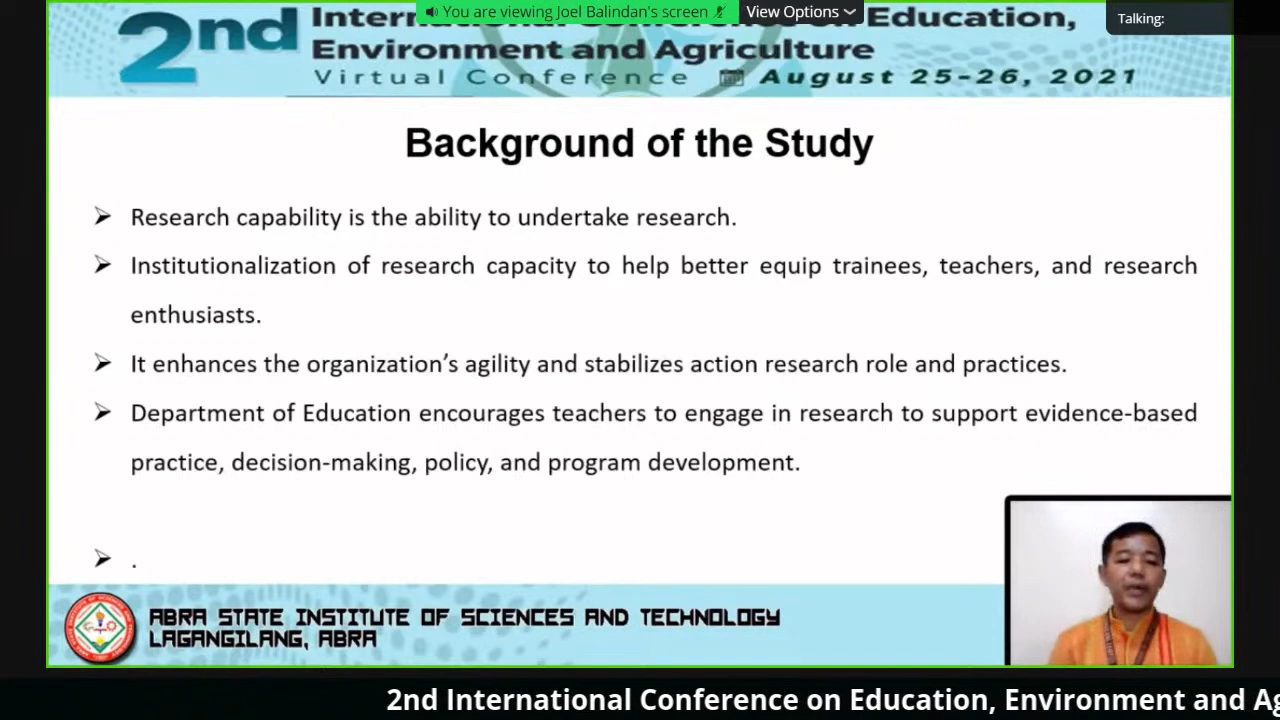 You are viewing Joel Balindan's screen
View Options
Talking:
2nd
International Conference on Education,
Environment and Agriculture
Virtual Conference August 25-26, 2021
Background of the Study
➤ Research capability is the ability to undertake research.
➤ Institutionalization of research capacity to help better equip trainees, teachers, and research
enthusiasts.
➤ It enhances the organization's agility and stabilizes action research role and practices.
➤ Department of Education encourages teachers to engage in research to support evidence-based
practice, decision-making, policy, and program development.
➤ .
ABRA STATE INSTITUTE OF SCIENCES AND TECHNOLOGY
LAGANGILANG, ABRA
2nd International Conference on Education, Environment and Ag